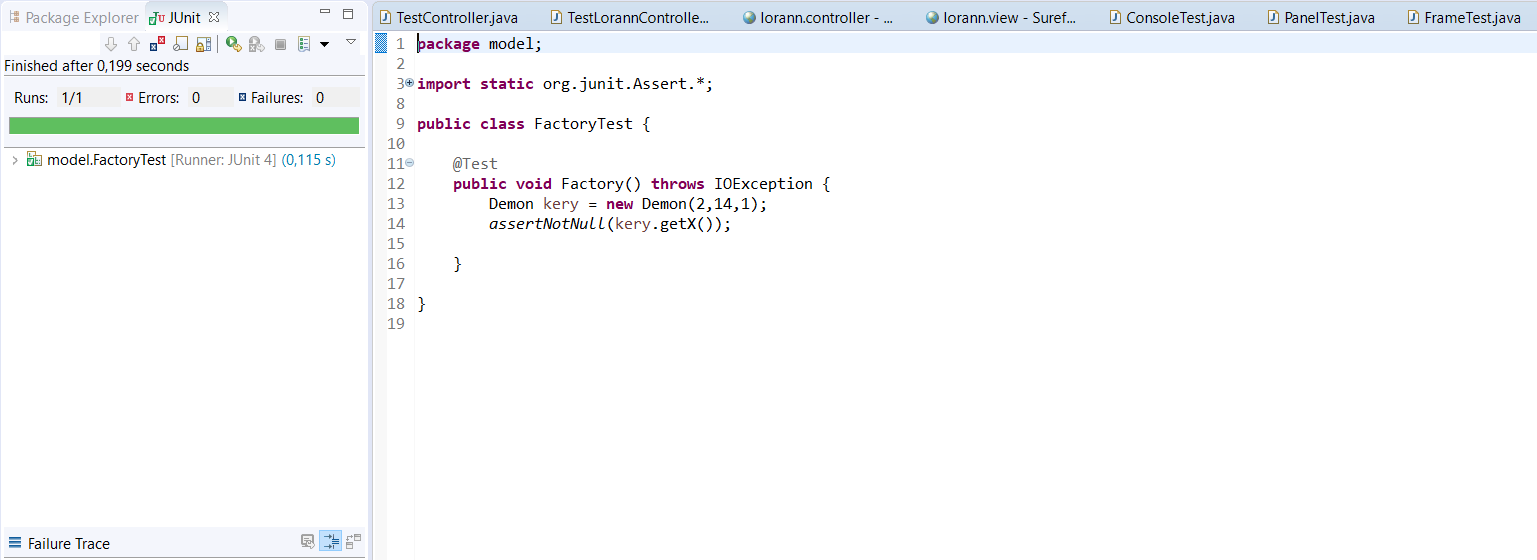 Package Explorer JUnit
Finished after 0,199 seconds
Runs: 1/1 Errors: 0 Failures: 0
model.FactoryTest [Runner: JUnit 4] (0,115 s)
Failure Trace
TestController.java TestLorannControlle... lorann.controller - ... lorann.view - Suref... ConsoleTest.java PanelTest.java FrameTest.java
1 package model;
2
3 import static org.junit.Assert.*;
8
9 public class FactoryTest {
10
11 @Test
12 public void Factory() throws IOException {
13 Demon kery = new Demon(2,14,1);
14 assertNotNull(kery.getX());
15
16 }
17
18 }
19